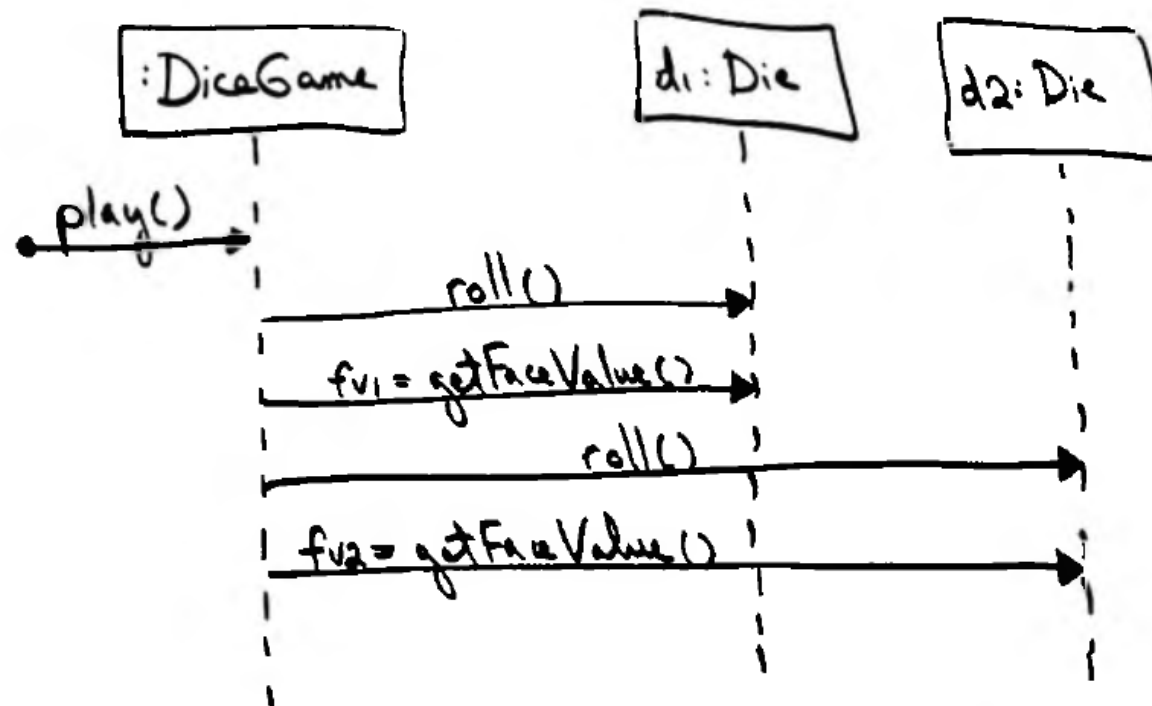 :DiceGame
d1: Die
d2: Die
play()
roll()
fv1 = getFaceValue()
roll()
fv2 = getFaceValue()